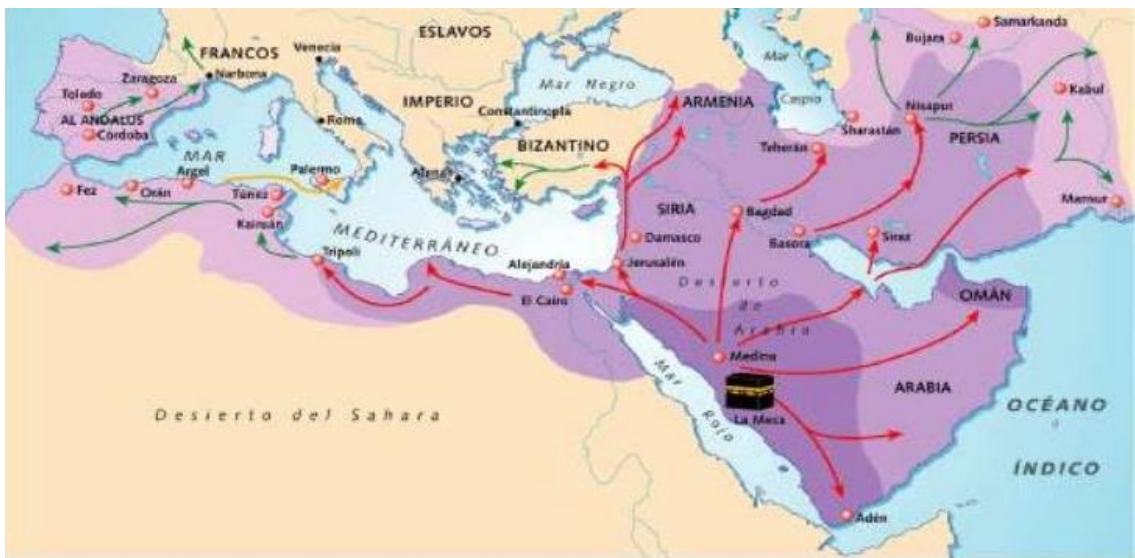 ESLAVOS
FRANCOS
Venecia
Samarkanda
Bujara
Mar
Caspio
Zaragoza
Narbona
Mar Negro
Kabul
Toledo
IMPERIO
ARMENIA
Nisapur
AL ANDALUS
Constantinopla
Córdoba
Roma
Sharastán
PERSIA
BIZANTINO
Teherán
MAR
Argel
Palermo
Atenas
Fez
Orán
Túnez
Mansur
Kairuán
SIRIA
Bagdad
MEDITERRÁNEO
Damasco
Basora
Siraz
Trípoli
Alejandría
Jerusalén
El Cairo
Desierto
de
Arabia
OMÁN
Medina
Mar
Rojo
ARABIA
La Meca
OCÉANO
ÍNDICO
Desierto del Sahara
Adén